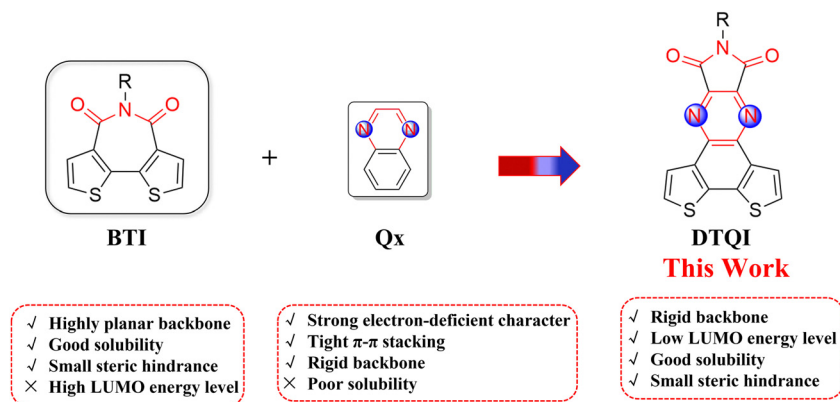 R
N
O
O
S
S
BTI
+
N
N
Qx
R
N
O
O
N
N
S
S
DTQI
This Work
√ Highly planar backbone
√ Good solubility
√ Small steric hindrance
× High LUMO energy level
√ Strong electron-deficient character
√ Tight π-π stacking
√ Rigid backbone
× Poor solubility
√ Rigid backbone
√ Low LUMO energy level
√ Good solubility
√ Small steric hindrance